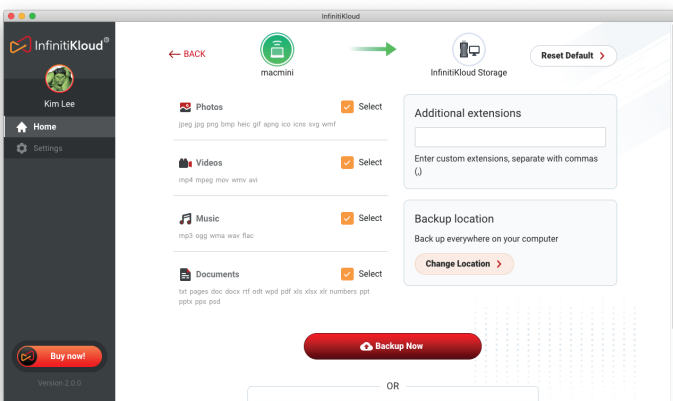 InfinitiKloud
InfinitiKloud®
BACK
macmini
InfinitiKloud Storage
Reset Default
Kim Lee
Home
Settings
Photos
Select
jpeg jpg png bmp heic gif apng ico icns svg wmf
Videos
Select
mp4 mpeg mov wmv avi
Music
Select
mp3 ogg wma wav flac
Documents
Select
txt pages doc docx rtf odt wpd pdf xls xlsx xlr numbers ppt
pptx pps psd
Additional extensions
Enter custom extensions, separate with commas
(,)
Backup location
Back up everywhere on your computer
Change Location
Backup Now
OR
Buy now!
Version 2.0.0